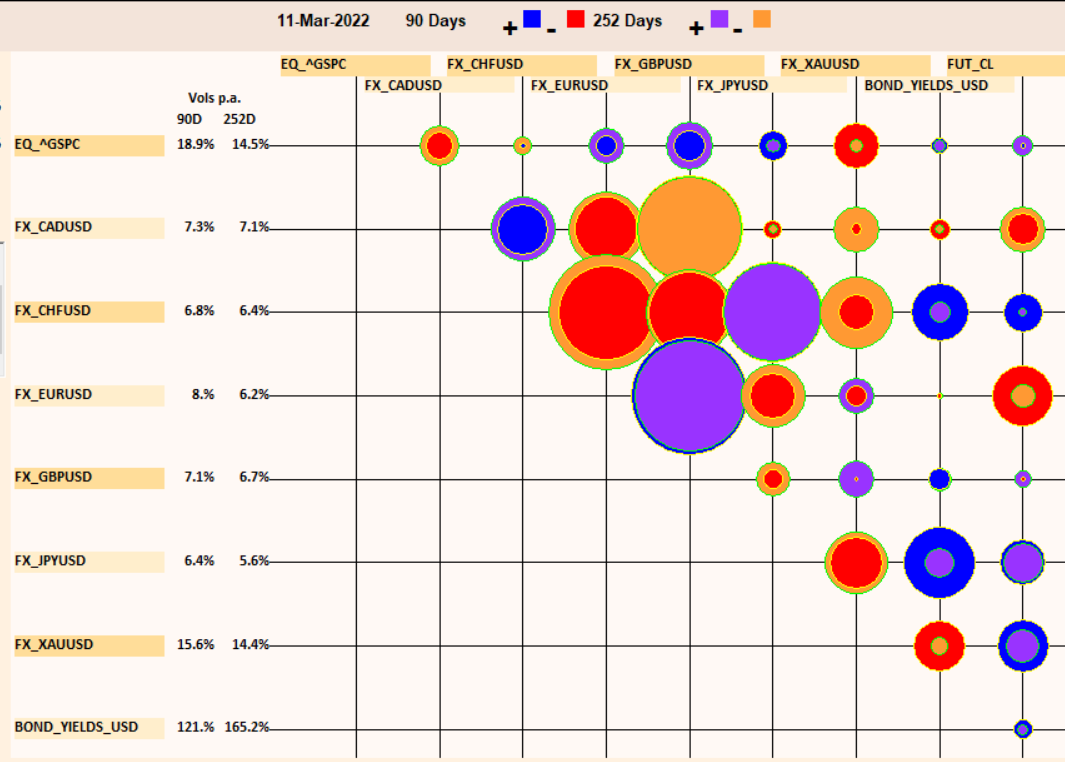 11-Mar-2022 90 Days + - 252 Days + -
EQ_^GSPC FX_CHFUSD FX_GBPUSD FX_XAUUSD FUT_CL
FX_CADUSD FX_EURUSD FX_JPYUSD BOND_YIELDS_USD
Vols p.a.
90D 252D
EQ_^GSPC 18.9% 14.5%
FX_CADUSD 7.3% 7.1%
FX_CHFUSD 6.8% 6.4%
FX_EURUSD 8.% 6.2%
FX_GBPUSD 7.1% 6.7%
FX_JPYUSD 6.4% 5.6%
FX_XAUUSD 15.6% 14.4%
BOND_YIELDS_USD 121.% 165.2%